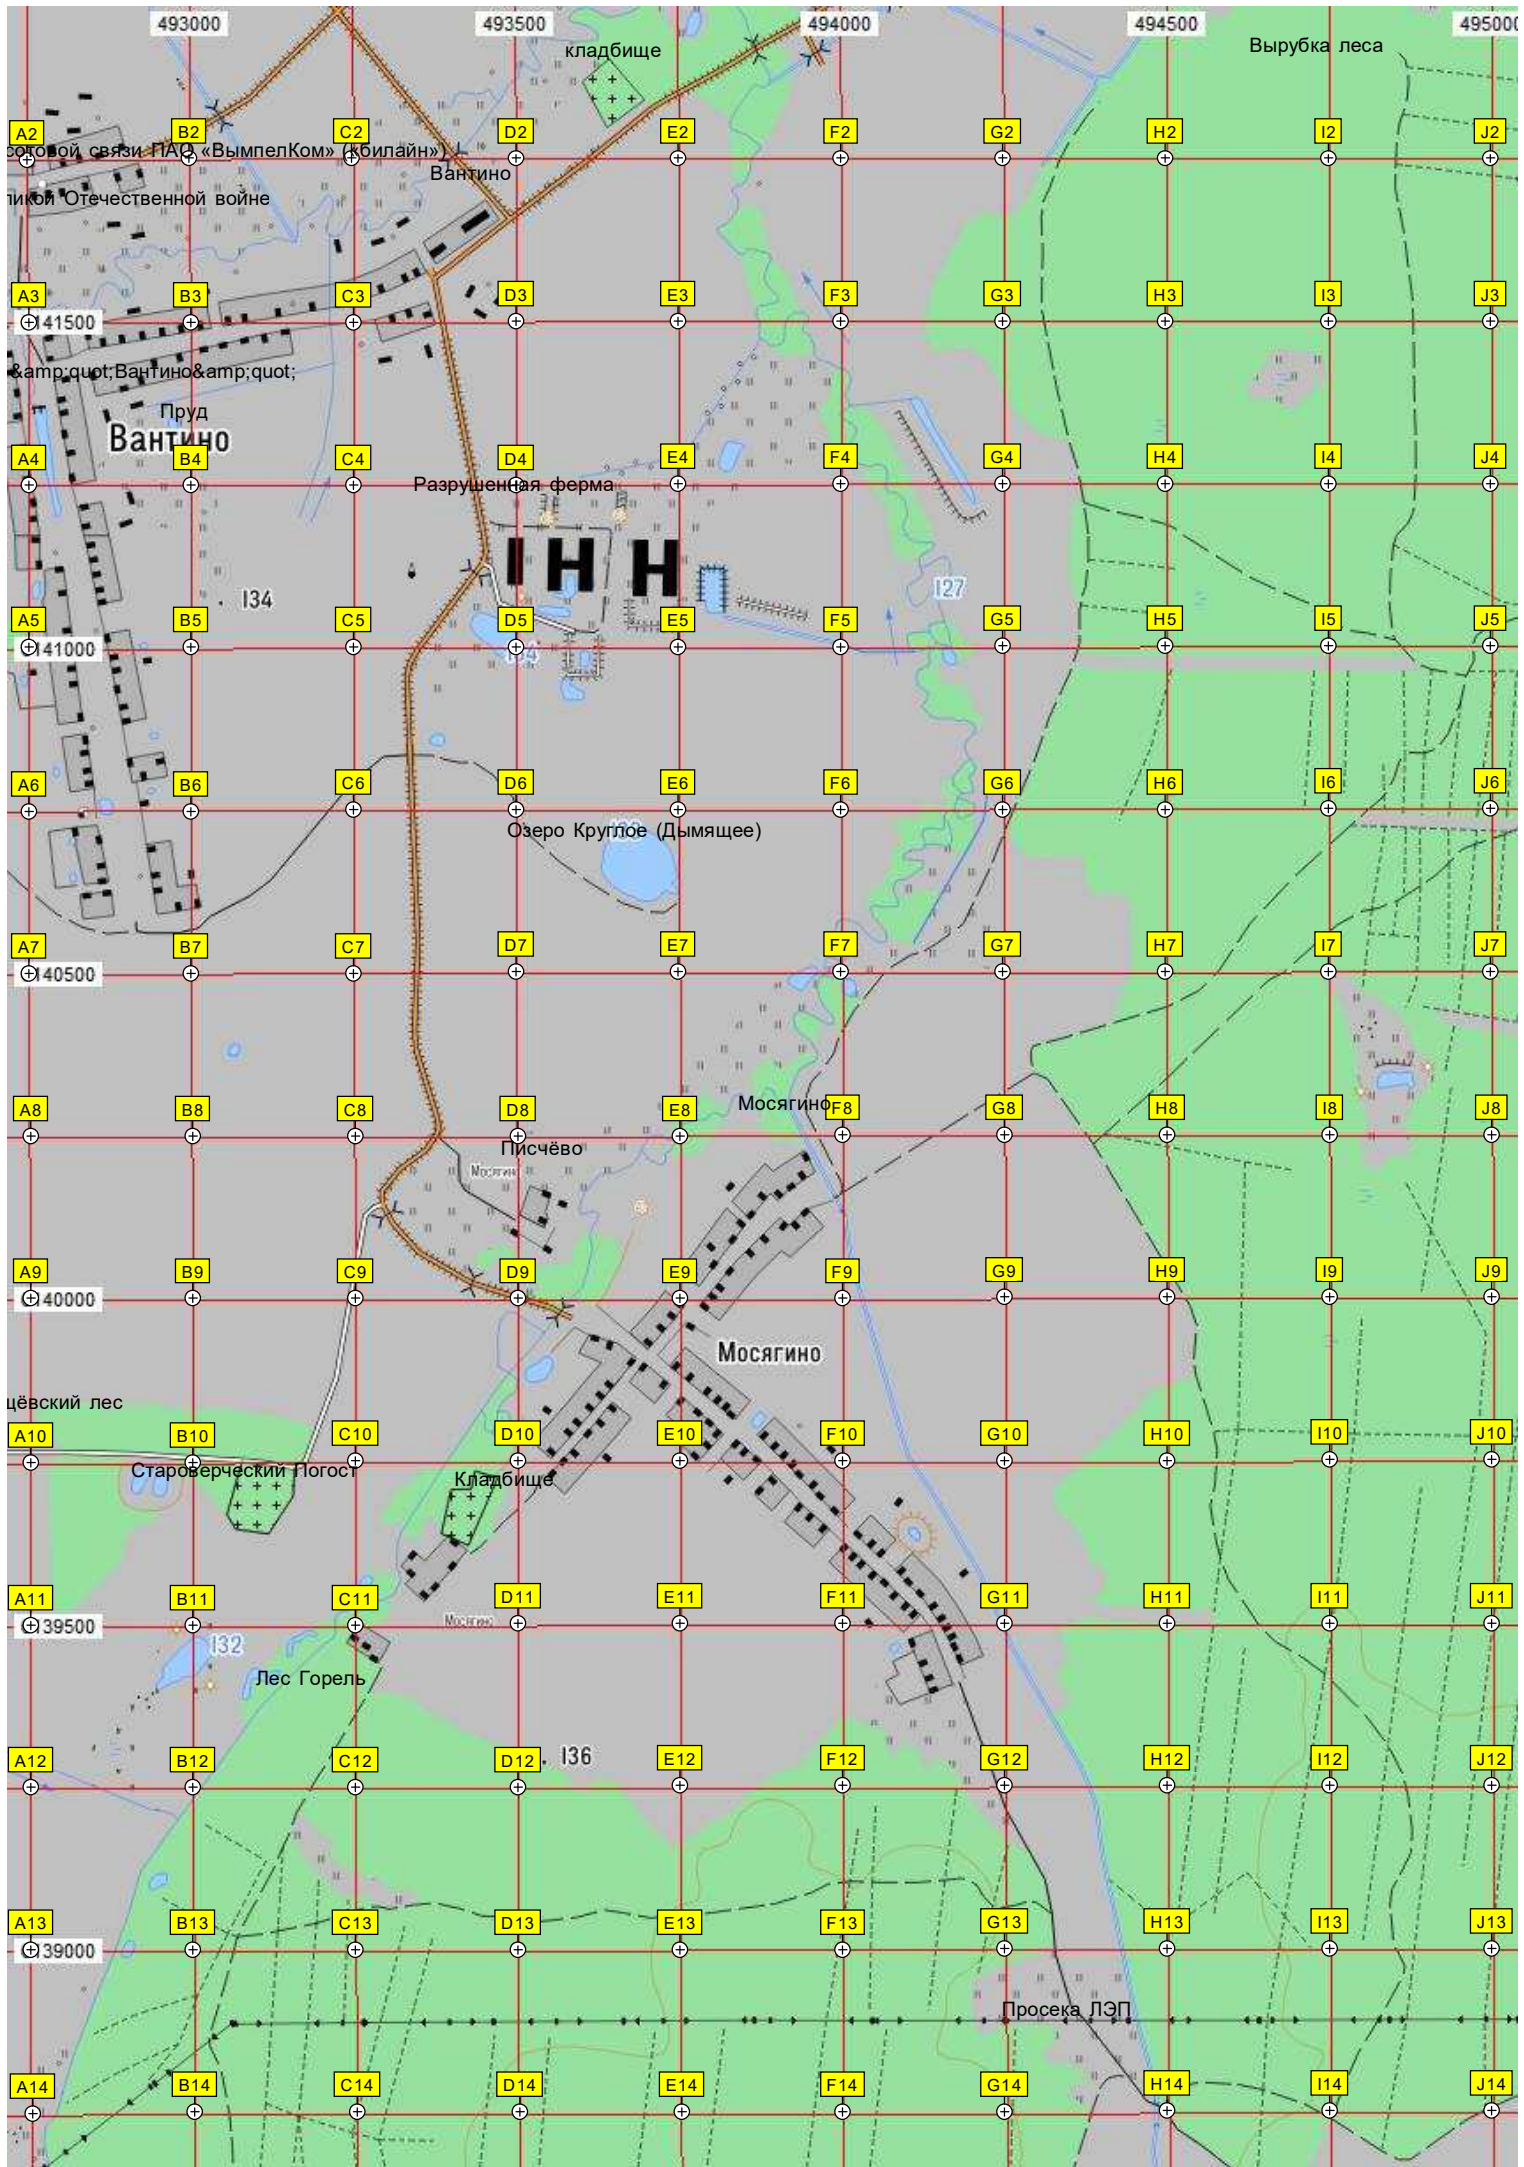 493000 493500 494000 494500 49500
кладбище Вырубка леса
A2 B2 C2 D2 E2 F2 G2 H2 I2 J2
сотовой связи ПАО «ВымпелКом» («билайн»)
Вантино
ликой Отечественной войне
A3 B3 C3 D3 E3 F3 G3 H3 I3 J3
141500
&amp;quot;Вантино&amp;quot;
Пруд
Вантино
A4 B4 C4 D4 E4 F4 G4 H4 I4 J4
Разрушенная ферма
127
134
A5 B5 C5 D5 E5 F5 G5 H5 I5 J5
141000
134
A6 B6 C6 D6 E6 F6 G6 H6 I6 J6
Озеро Круглое (Дымящее)
A7 B7 C7 D7 E7 F7 G7 H7 I7 J7
140500
Мосягино
A8 B8 C8 D8 E8 F8 G8 H8 I8 J8
Писчёво
Мосягино
A9 B9 C9 D9 E9 F9 G9 H9 I9 J9
140000
Мосягино
щёвский лес
A10 B10 C10 D10 E10 F10 G10 H10 I10 J10
Староверческий Погост
Кладбище
A11 B11 C11 D11 E11 F11 G11 H11 I11 J11
139500 Мосягино
132
Лес Горель
136
A12 B12 C12 D12 E12 F12 G12 H12 I12 J12
A13 B13 C13 D13 E13 F13 G13 H13 I13 J13
139000
Просека ЛЭП
A14 B14 C14 D14 E14 F14 G14 H14 I14 J14